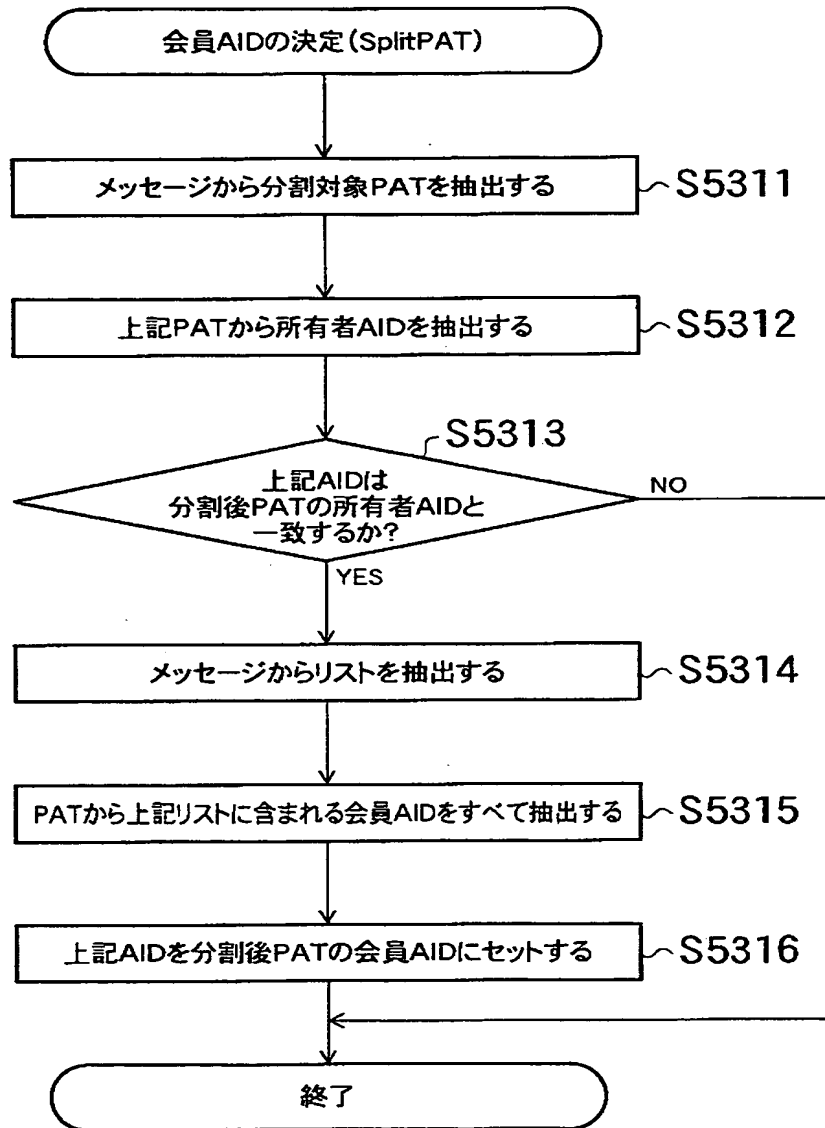 会員AIDの決定(SplitPAT)
メッセージから分割対象PATを抽出する
S5311
上記PATから所有者AIDを抽出する
S5312
S5313
上記AIDは
分割後PATの所有者AIDと
一致するか?
NO
YES
メッセージからリストを抽出する
S5314
PATから上記リストに含まれる会員AIDをすべて抽出する
S5315
上記AIDを分割後PATの会員AIDにセットする
S5316
終了